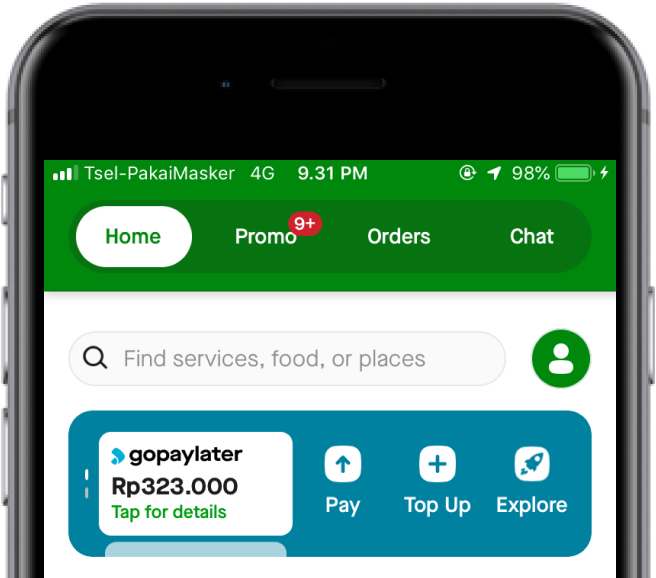 Tsel-PakaiMasker 4G 9.31 PM 98%
Home Promo 9+ Orders Chat
Find services, food, or places
gopaylater
Rp323.000
Tap for details
Pay Top Up Explore